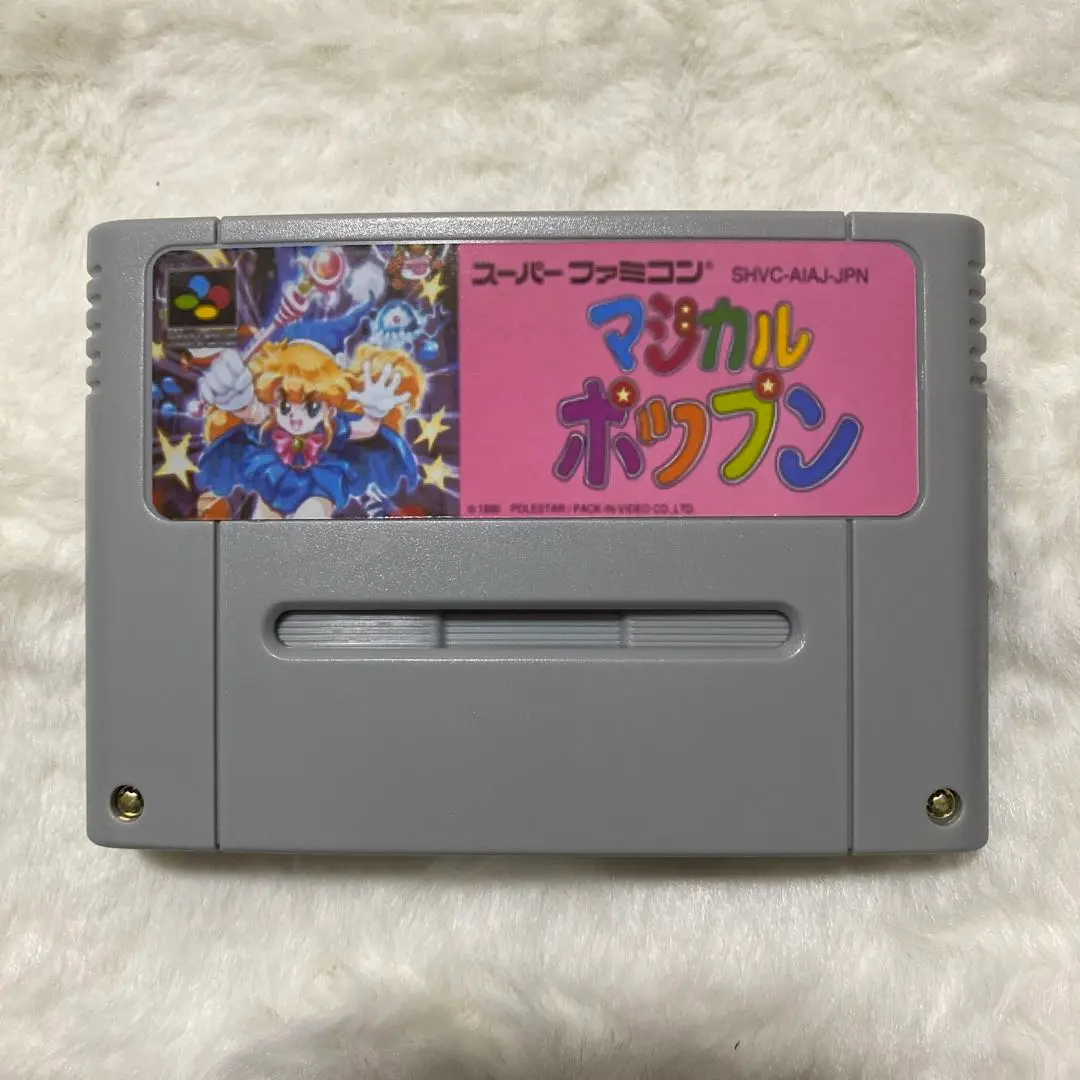 スーパーファミコン® SHVC-AIAJ-JPN
マジカル
ポップン
POLESTAR / PACK-IN-VIDEO CO.,LTD.